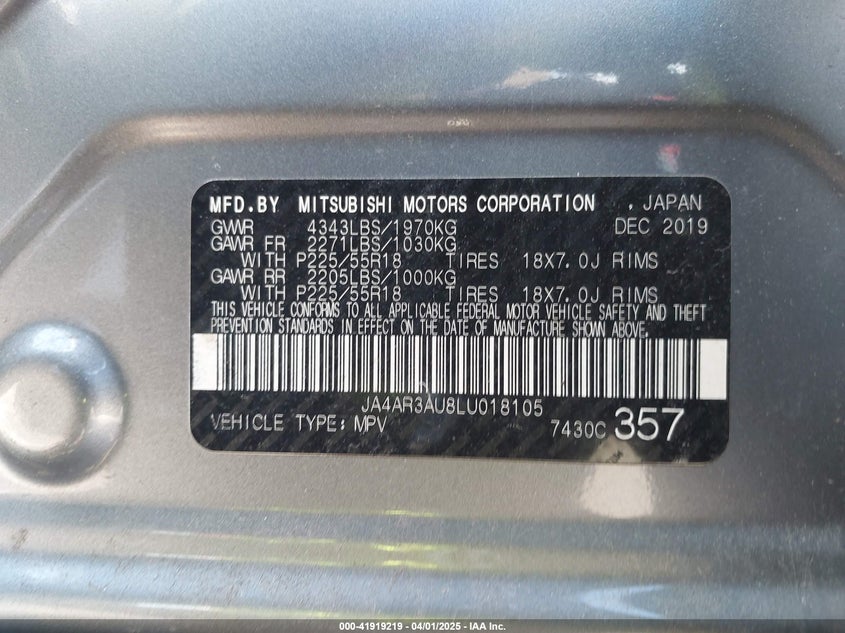 MFD.BY MITSUBISHI MOTORS CORPORATION , JAPAN
GWWR 4343LBS/1970KG DEC 2019
GAWR FR 2271LBS/1030KG
WITH P225/55R18 TIRES 18X7.0J RIMS
GAWR RR 2205LBS/1000KG
WITH P225/55R18 TIRES 18X7.0J RIMS
THIS VEHICLE CONFORMS TO ALL APPLICABLE FEDERAL MOTOR VEHICLE SAFETY AND THEFT
PREVENTION STANDARDS IN EFFECT ON THE DATE OF MANUFACTURE SHOWN ABOVE.
JA4AR3AU8LU018105
VEHICLE TYPE: MPV 7430C 357
000-41919219 - 04/01/2025 - IAA Inc.